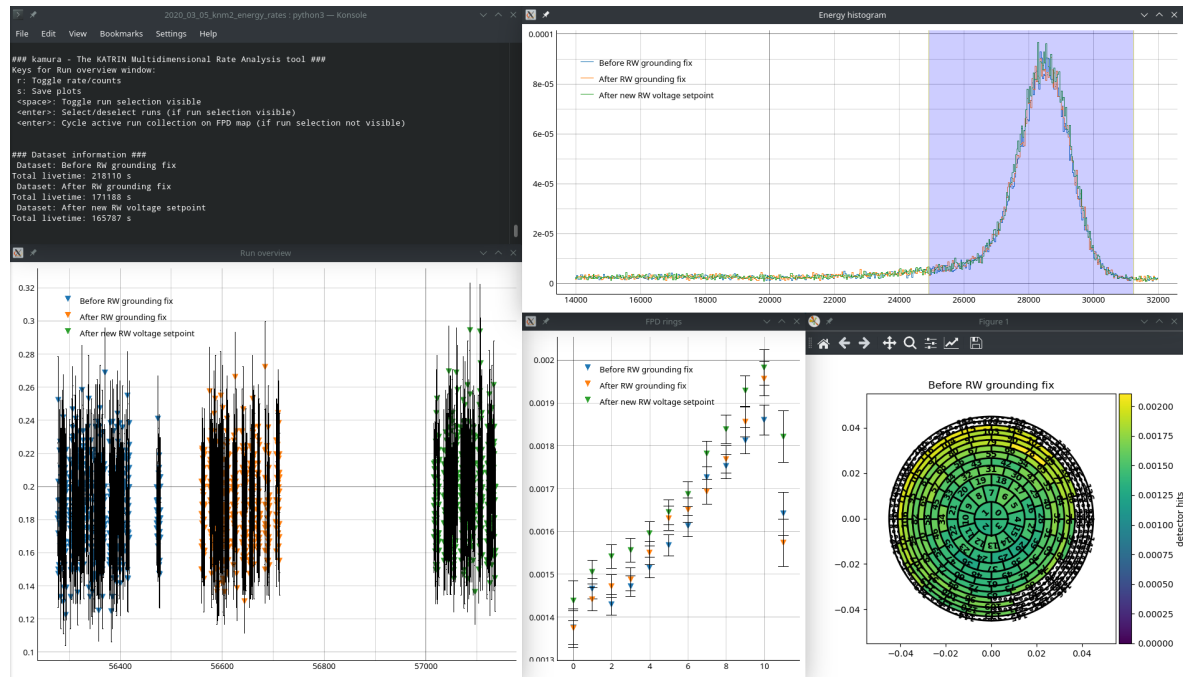 2020_03_05_knm2_energy_rates : python3 — Konsole
File Edit View Bookmarks Settings Help
### kamura - The KATRIN Multidimensional Rate Analysis tool ###
Keys for Run overview window:
r: Toggle rate/counts
s: Save plots
<space>: Toggle run selection visible
<enter>: Select/deselect runs (if run selection visible)
<enter>: Cycle active run collection on FPD map (if run selection not visible)
### Dataset information ###
Dataset: Before RW grounding fix
Total livetime: 218110 s
Dataset: After RW grounding fix
Total livetime: 171188 s
Dataset: After new RW voltage setpoint
Total livetime: 165787 s
Energy histogram
0.0001
8e-05
6e-05
4e-05
2e-05
0
Before RW grounding fix
After RW grounding fix
After new RW voltage setpoint
14000 16000 18000 20000 22000 24000 26000 28000 30000 32000
Run overview
0.32
0.3
0.28
0.26
0.24
0.22
0.2
0.18
0.16
0.14
0.12
0.1
Before RW grounding fix
After RW grounding fix
After new RW voltage setpoint
56400 56600 56800 57000
FPD rings
0.002
0.0019
0.0018
0.0017
0.0016
0.0015
0.0014
0.0013
Before RW grounding fix
After RW grounding fix
After new RW voltage setpoint
0 2 4 6 8 10
Figure 1
Before RW grounding fix
0.04
0.02
0.00
−0.02
−0.04
−0.04 −0.02 0.00 0.02 0.04
0.00200
0.00175
0.00150
0.00125
0.00100
0.00075
0.00050
0.00025
0.00000
detector hits